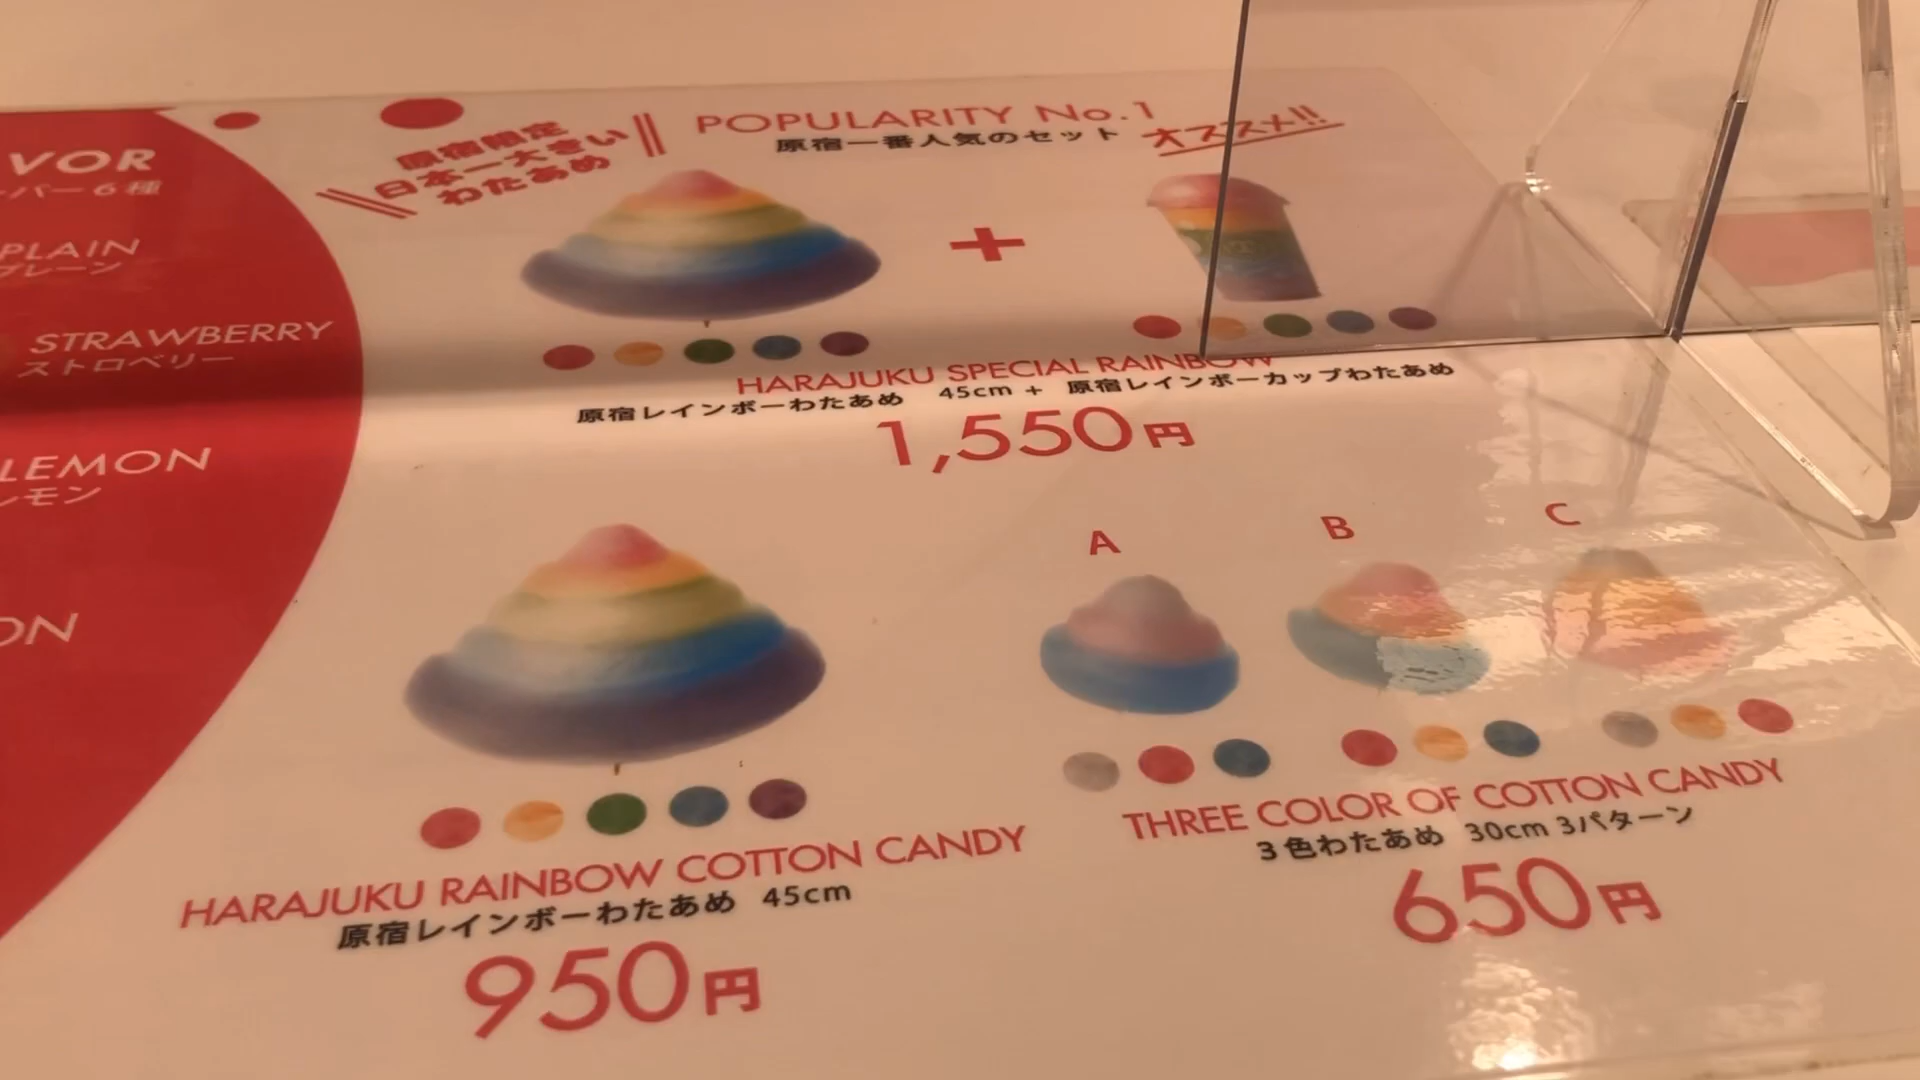 VOR
ーバー6種
PLAIN
プレーン
STRAWBERRY
ストロベリー
LEMON
レモン
ON
原宿限定
日本一大きい
わたあめ
POPULARITY No.1
原宿一番人気のセット
オススメ!!
+
HARAJUKU SPECIAL RAINBOW
原宿レインボーわたあめ 45cm + 原宿レインボーカップわたあめ
1,550円
HARAJUKU RAINBOW COTTON CANDY
原宿レインボーわたあめ 45cm
950円
A B C
THREE COLOR OF COTTON CANDY
3色わたあめ 30cm 3パターン
650円